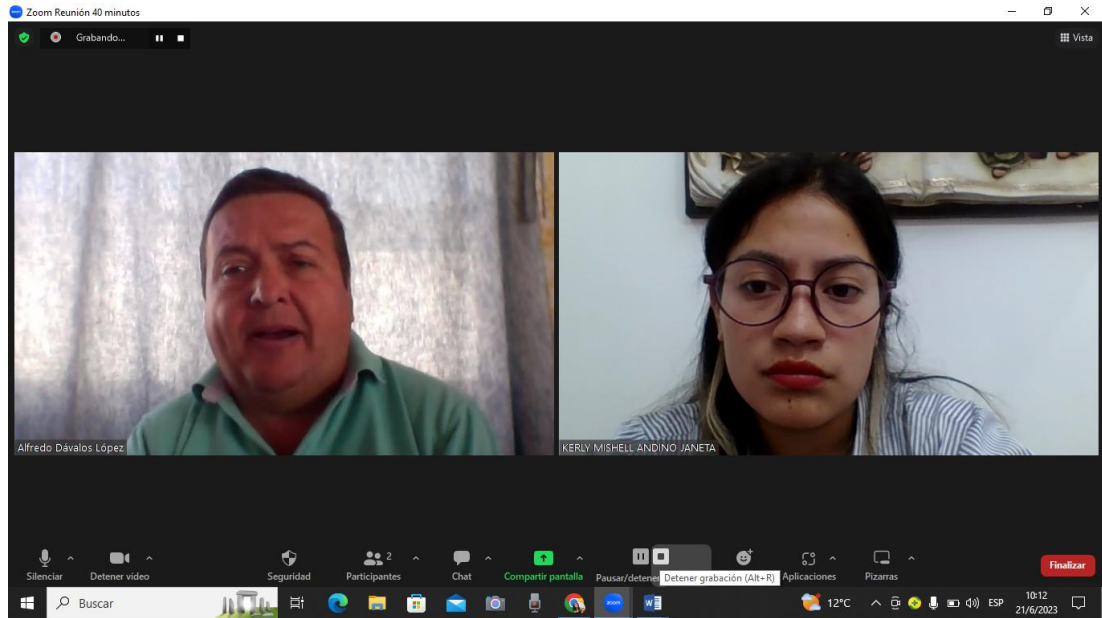 Zoom Reunión 40 minutos
Grabando...
Vista
Alfredo Dávalos López
KERLY MISHELL ANDINO JANETA
Silenciar
Detener video
Seguridad
2
Participantes
Chat
Compartir pantalla
Pausar/detener
Detener grabación (Alt+R)
Aplicaciones
Pizarras
Finalizar
Buscar
zoom
W
12°C
ESP
10:12
21/6/2023